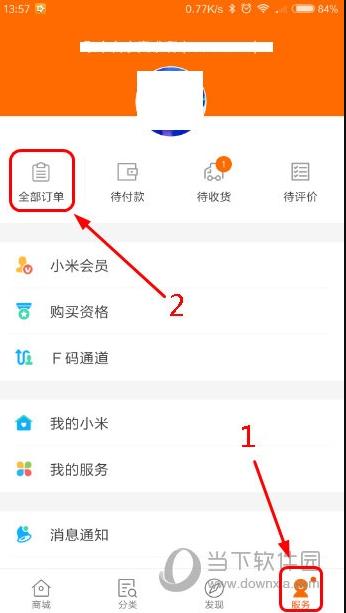 13:57 0.77K/s 84%
1
全部订单 待付款 待收货 待评价
小米会员
2
购买资格
F码通道
我的小米
1
我的服务
消息通知
当下软件园
www.downxia.com
商城 分类 发现 服务